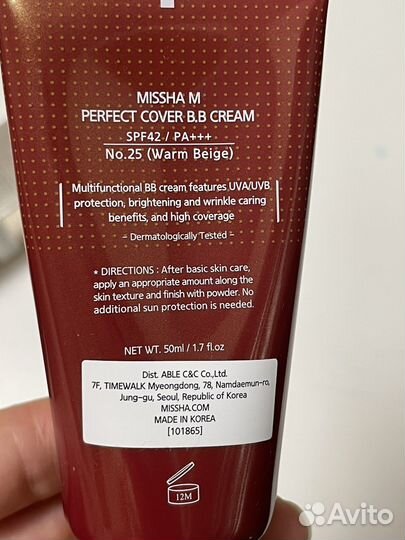 MISSHA M
PERFECT COVER B.B CREAM
SPF42 / PA+++
No.25 (Warm Beige)
Multifunctional BB cream features UVA/UVB
protection, brightening and wrinkle caring
benefits, and high coverage
- Dermatologically Tested -
* DIRECTIONS : After basic skin care,
apply an appropriate amount along the
skin texture and finish with powder. No
additional sun protection is needed.
NET WT. 50ml / 1.7 fl.oz
Dist. ABLE C&C Co.,Ltd.
7F, TIMEWALK Myeongdong, 78, Namdaemun-ro,
Jung-gu, Seoul, Republic of Korea
MISSHA.COM
MADE IN KOREA
[101865]
12M
Avito